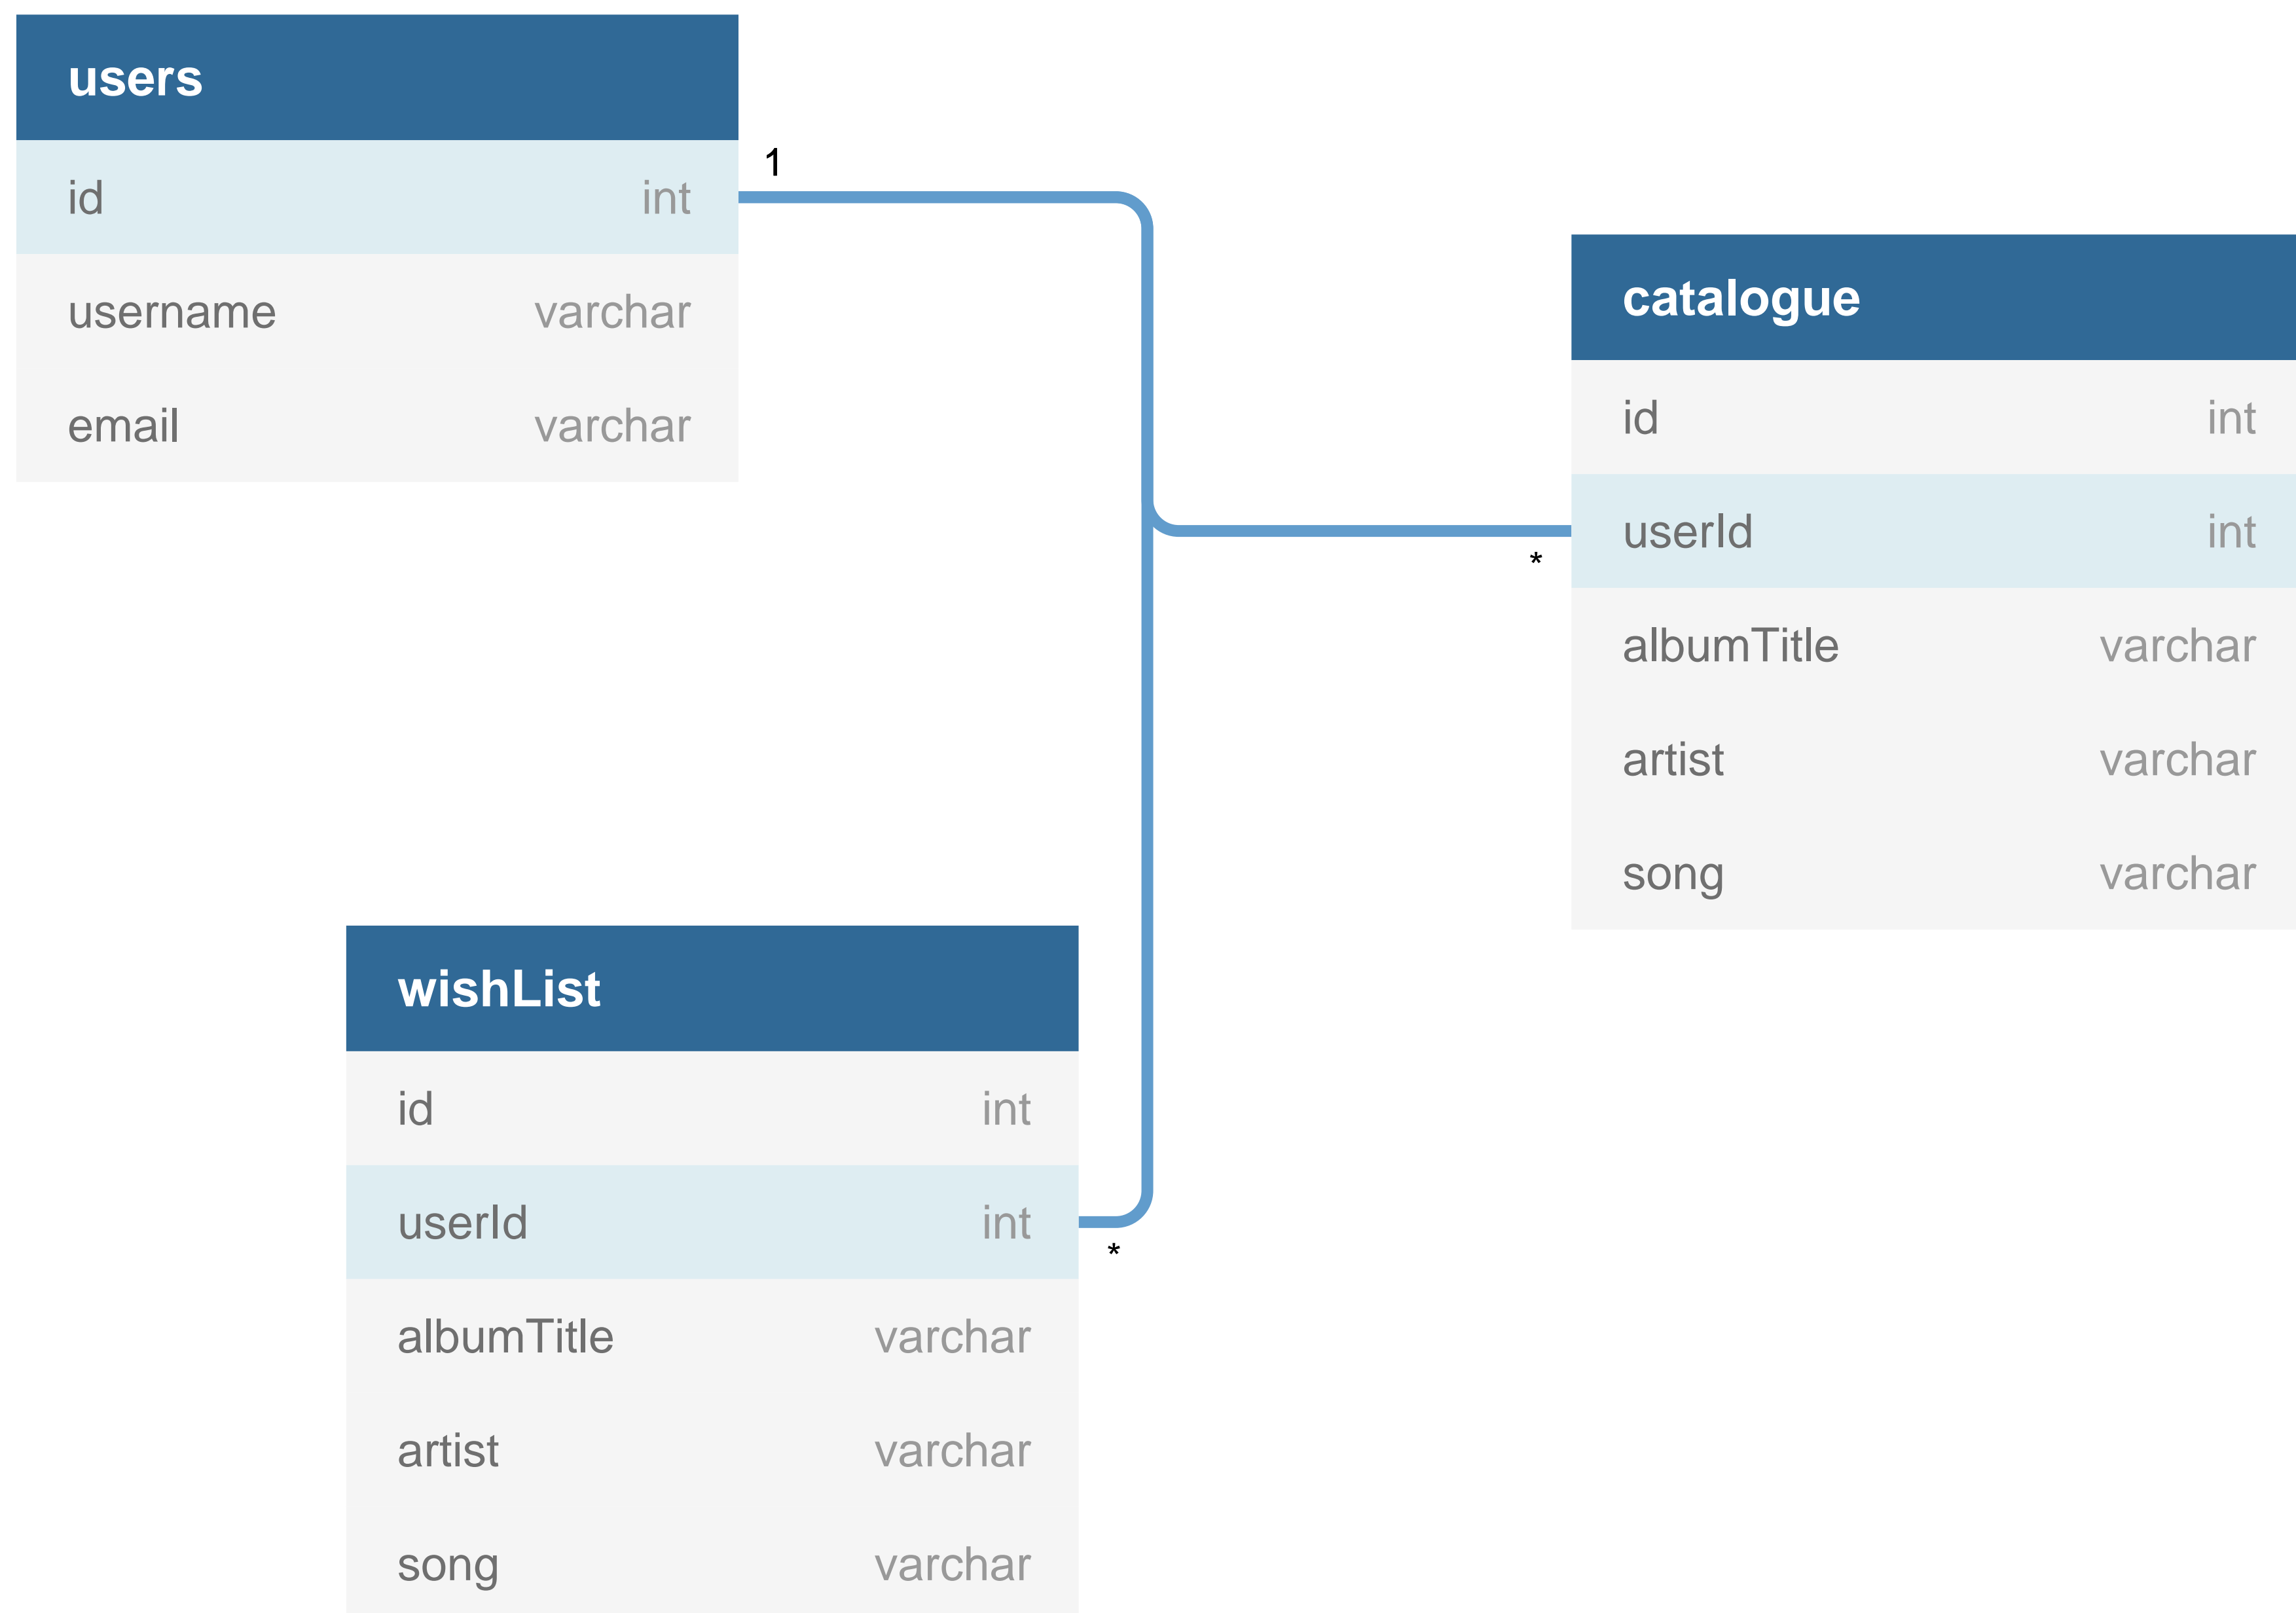 users
id int
username varchar
email varchar
1
catalogue
id int
userId int
*
albumTitle varchar
artist varchar
song varchar
wishList
id int
userId int
*
albumTitle varchar
artist varchar
song varchar